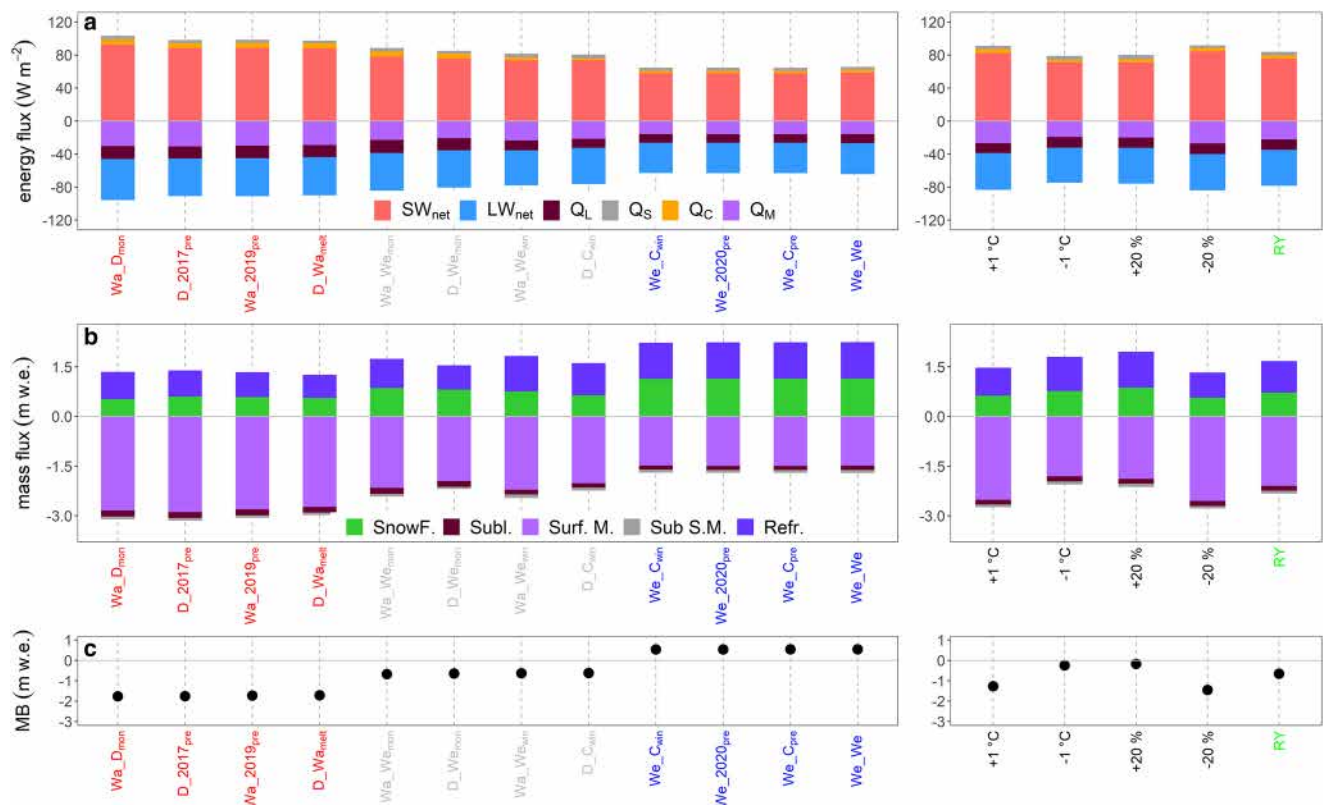 a
energy flux (W m⁻²)
120
80
40
0
-40
-80
-120
SWnet LWnet QL QS QC QM
Wa_Dmon D_2017pre Wa_2019pre D_Wamelt Wa_Wemon D_Wemon Wa_Wewin D_Cwin We_Cwin We_2020pre We_Cpre We_We
120
80
40
0
-40
-80
-120
+1 °C -1 °C +20 % -20 % RY
b
mass flux (m w.e.)
1.5
0.0
-1.5
-3.0
SnowF. Subl. Surf. M. Sub S.M. Refr.
Wa_Dmon D_2017pre Wa_2019pre D_Wamelt Wa_Wemon D_Wemon Wa_Wewin D_Cwin We_Cwin We_2020pre We_Cpre We_We
1.5
0.0
-1.5
-3.0
+1 °C -1 °C +20 % -20 % RY
c
MB (m w.e.)
1
0
-1
-2
-3
Wa_Dmon D_2017pre Wa_2019pre D_Wamelt Wa_Wemon D_Wemon Wa_Wewin D_Cwin We_Cwin We_2020pre We_Cpre We_We
1
0
-1
-2
-3
+1 °C -1 °C +20 % -20 % RY